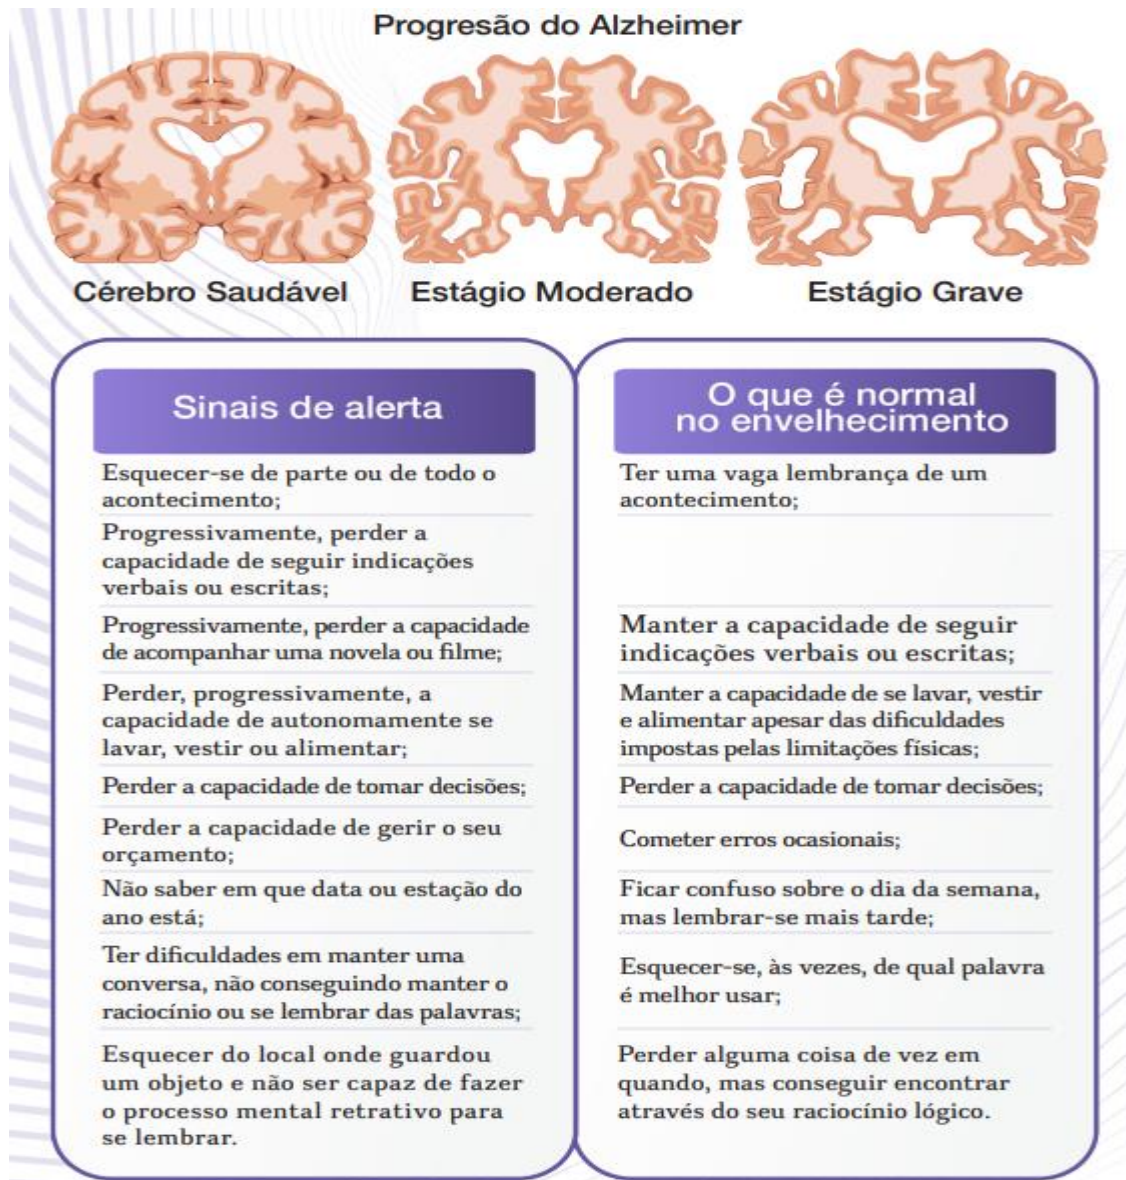 Progresão do Alzheimer
Cérebro Saudável
Estágio Moderado
Estágio Grave
Sinais de alerta
Esquecer-se de parte ou de todo o
acontecimento;
Progressivamente, perder a
capacidade de seguir indicações
verbais ou escritas;
Progressivamente, perder a capacidade
de acompanhar uma novela ou filme;
Perder, progressivamente, a
capacidade de autonomamente se
lavar, vestir ou alimentar;
Perder a capacidade de tomar decisões;
Perder a capacidade de gerir o seu
orçamento;
Não saber em que data ou estação do
ano está;
Ter dificuldades em manter uma
conversa, não conseguindo manter o
raciocínio ou se lembrar das palavras;
Esquecer do local onde guardou
um objeto e não ser capaz de fazer
o processo mental retrativo para
se lembrar.
O que é normal
no envelhecimento
Ter uma vaga lembrança de um
acontecimento;
Manter a capacidade de seguir
indicações verbais ou escritas;
Manter a capacidade de se lavar, vestir
e alimentar apesar das dificuldades
impostas pelas limitações físicas;
Perder a capacidade de tomar decisões;
Cometer erros ocasionais;
Ficar confuso sobre o dia da semana,
mas lembrar-se mais tarde;
Esquecer-se, às vezes, de qual palavra
é melhor usar;
Perder alguma coisa de vez em
quando, mas conseguir encontrar
através do seu raciocínio lógico.